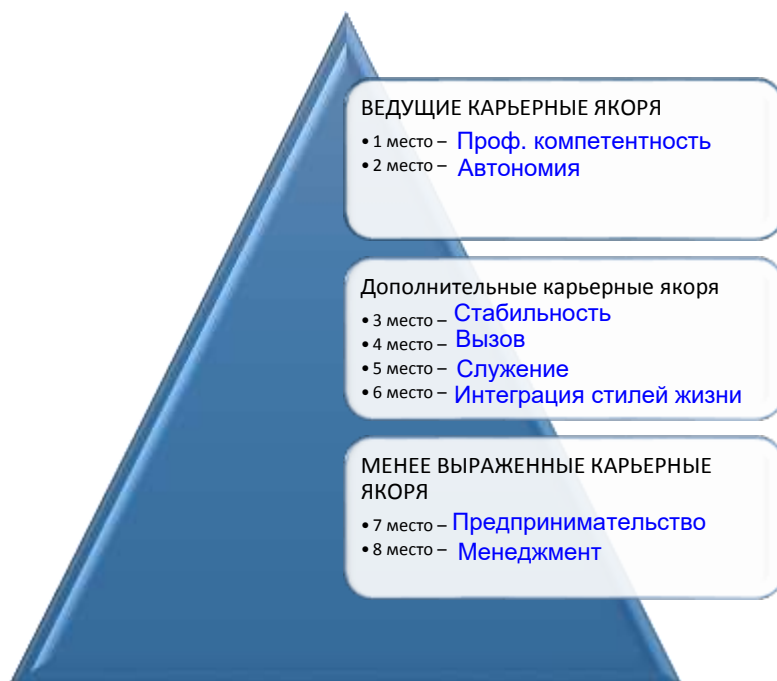 ВЕДУЩИЕ КАРЬЕРНЫЕ ЯКОРЯ
• 1 место – Проф. компетентность
• 2 место – Автономия
Дополнительные карьерные якоря
• 3 место – Стабильность
• 4 место – Вызов
• 5 место – Служение
• 6 место – Интеграция стилей жизни
МЕНЕЕ ВЫРАЖЕННЫЕ КАРЬЕРНЫЕ
ЯКОРЯ
• 7 место – Предпринимательство
• 8 место – Менеджмент